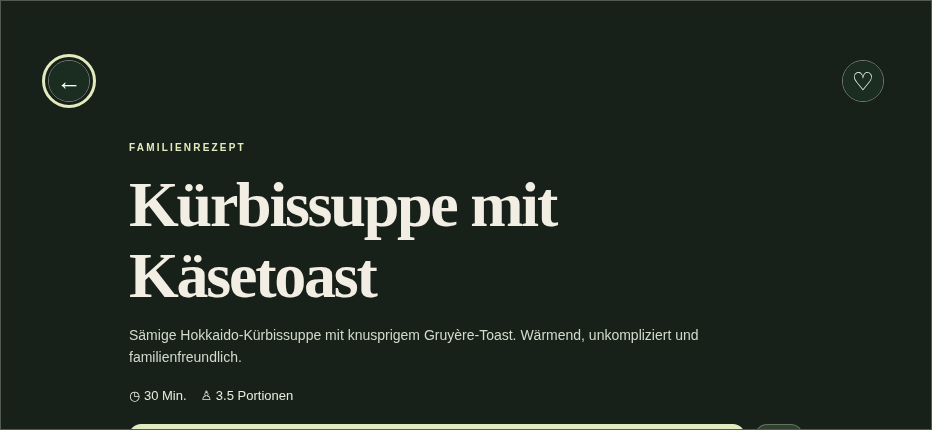 ←
♡
FAMILIENREZEPT
Kürbissuppe mit
Käsetoast
Sämige Hokkaido-Kürbissuppe mit knusprigem Gruyère-Toast. Wärmend, unkompliziert und
familienfreundlich.
◷ 30 Min. ♙ 3.5 Portionen